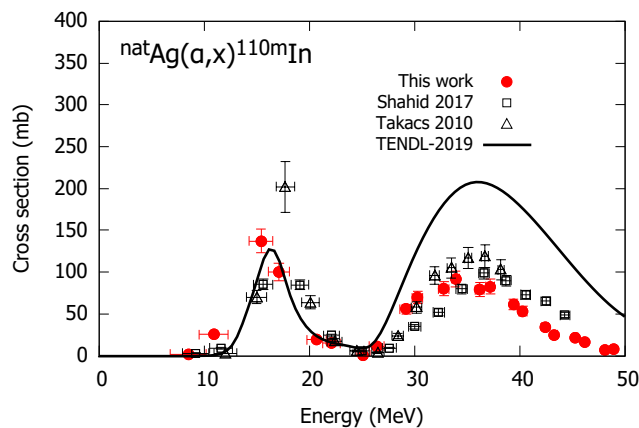 400
350
300
250
200
150
100
50
0
Cross section (mb)
natAg(α,x)110mIn
This work
Shahid 2017
Takacs 2010
TENDL-2019
0 10 20 30 40 50
Energy (MeV)